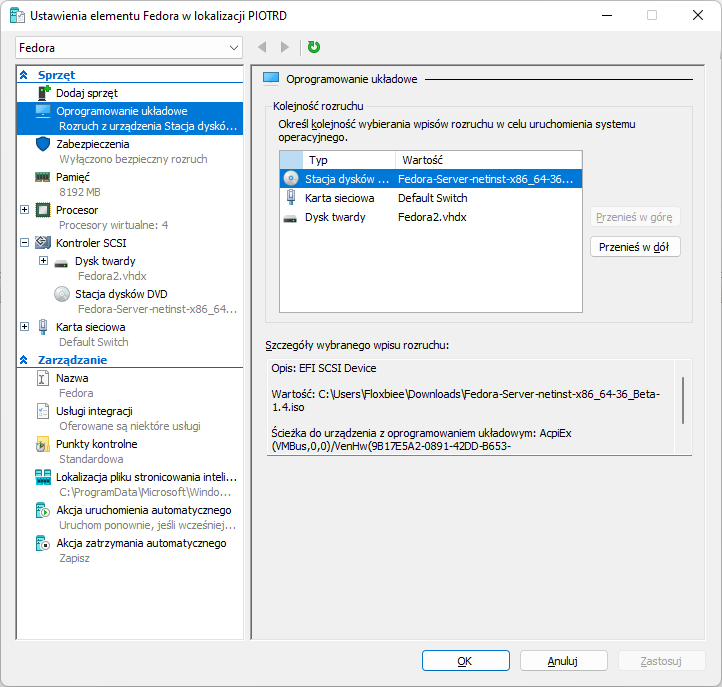 Ustawienia elementu Fedora w lokalizacji PIOTRD
Fedora
Sprzęt
Dodaj sprzęt
Oprogramowanie układowe
Rozruch z urządzenia Stacja dyskó...
Zabezpieczenia
Wyłączono bezpieczny rozruch
Pamięć
8192 MB
Procesor
Procesory wirtualne: 4
Kontroler SCSI
Dysk twardy
Fedora2.vhdx
Stacja dysków DVD
Fedora-Server-netinst-x86_64...
Karta sieciowa
Default Switch
Zarządzanie
Nazwa
Fedora
Usługi integracji
Oferowane są niektóre usługi
Punkty kontrolne
Standardowa
Lokalizacja pliku stronicowania inteli...
C:\ProgramData\Microsoft\Windo...
Akcja uruchomienia automatycznego
Uruchom ponownie, jeśli wcześniej...
Akcja zatrzymania automatycznego
Zapisz
Oprogramowanie układowe
Kolejność rozruchu
Określ kolejność wybierania wpisów rozruchu w celu uruchomienia systemu
operacyjnego.
Typ Wartość
Stacja dysków ... Fedora-Server-netinst-x86_64-36...
Karta sieciowa Default Switch
Dysk twardy Fedora2.vhdx
Przenieś w górę
Przenieś w dół
Szczegóły wybranego wpisu rozruchu:
Opis: EFI SCSI Device
Wartość: C:\Users\Floxbiee\Downloads\Fedora-Server-netinst-x86_64-36_Beta-
1.4.iso
Ścieżka do urządzenia z oprogramowaniem układowym: AcpiEx
(VMBus,0,0)/VenHw(9B17E5A2-0891-42DD-B653-
OK
Anuluj
Zastosuj